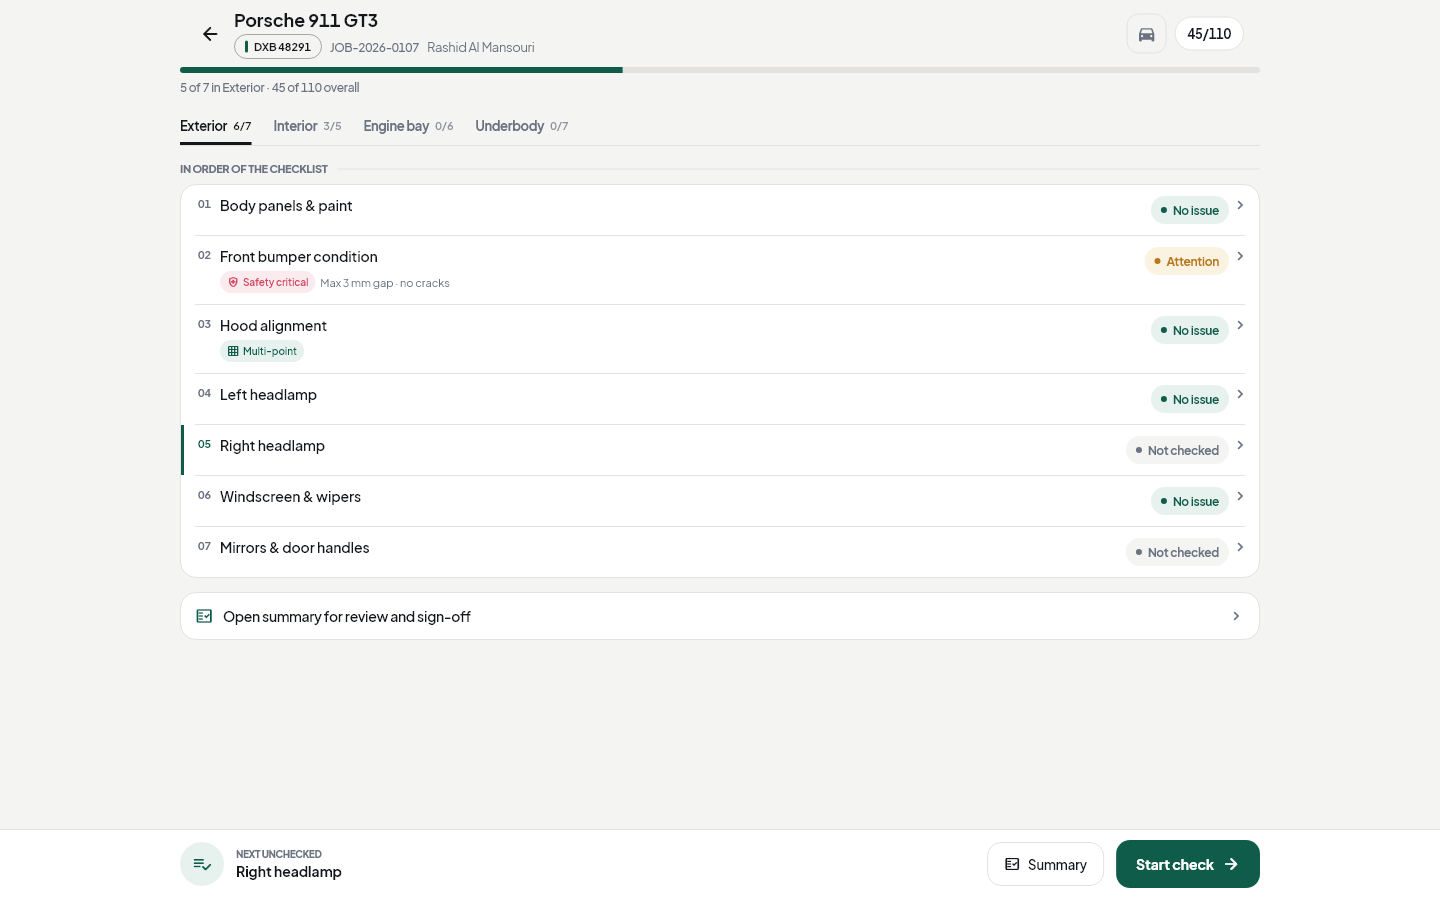 Porsche 911 GT3
DXB 48291 JOB-2026-0107 Rashid Al Mansouri
45/110
5 of 7 in Exterior · 45 of 110 overall
Exterior 6/7 Interior 3/5 Engine bay 0/6 Underbody 0/7
IN ORDER OF THE CHECKLIST
01 Body panels & paint No issue
02 Front bumper condition Attention
Safety critical Max 3 mm gap · no cracks
03 Hood alignment No issue
Multi-point
04 Left headlamp No issue
05 Right headlamp Not checked
06 Windscreen & wipers No issue
07 Mirrors & door handles Not checked
Open summary for review and sign-off
NEXT UNCHECKED
Right headlamp
Summary
Start check